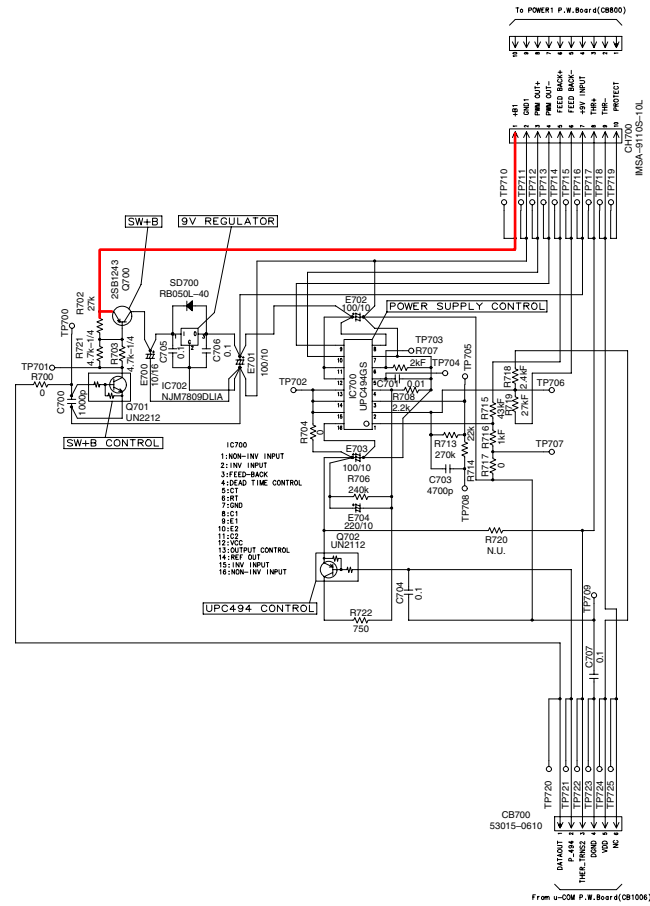 To POWER1 P.W.Board(CB800)
10 9 8 7 6 5 4 3 2 1
+B1
GND1
PWM OUT+
PWM OUT-
FEED BACK+
FEED BACK-
+9V INPUT
THR+
THR-
PROTECT
1 2 3 4 5 6 7 8 9 10
CH700
IMSA-9110S-10L
TP710
TP711
TP712
TP713
TP714
TP715
TP716
TP717
TP718
TP719
SW+B
9V REGULATOR
2SB1243
Q700
SD700
RB050L-40
R702
27k
TP700
R721
4.7k-1/4
R703
4.7k-1/4
TP701
R700
0
C700
1000p
Q701
UN2212
SW+B CONTROL
E700
10/16
C705
0.1
I O
G
C706
0.1
E701
100/10
IC702
NJM7809DLIA
E702
100/10
POWER SUPPLY CONTROL
IC700
UPC494GS
TP703
R707
2kF
TP704
C701
0.01
R708
2.2k
TP705
TP702
R704
0
R718
2.4kF
R719
27kF
TP706
R715
43kF
R716
1kF
R717
0
TP707
R713
270k
R714
22k
C703
4700p
TP708
E703
100/10
R706
240k
E704
220/10
Q702
UN2112
UPC494 CONTROL
R720
N.U.
C704
0.1
R722
750
TP709
C707
0.1
IC700
1:NON-INV INPUT
2:INV INPUT
3:FEED-BACK
4:DEAD TIME CONTROL
5:CT
6:RT
7:GND
8:C1
9:E1
10:E2
11:C2
12:VCC
13:OUTPUT CONTROL
14:REF OUT
15:INV INPUT
16:NON-INV INPUT
TP720
TP721
TP722
TP723
TP724
TP725
CB700
53015-0610
1 2 3 4 5 6
DATAOUT
P_494
THER_TRNS2
DGND
VDD
NC
From u-COM P.W.Board(CB1006)